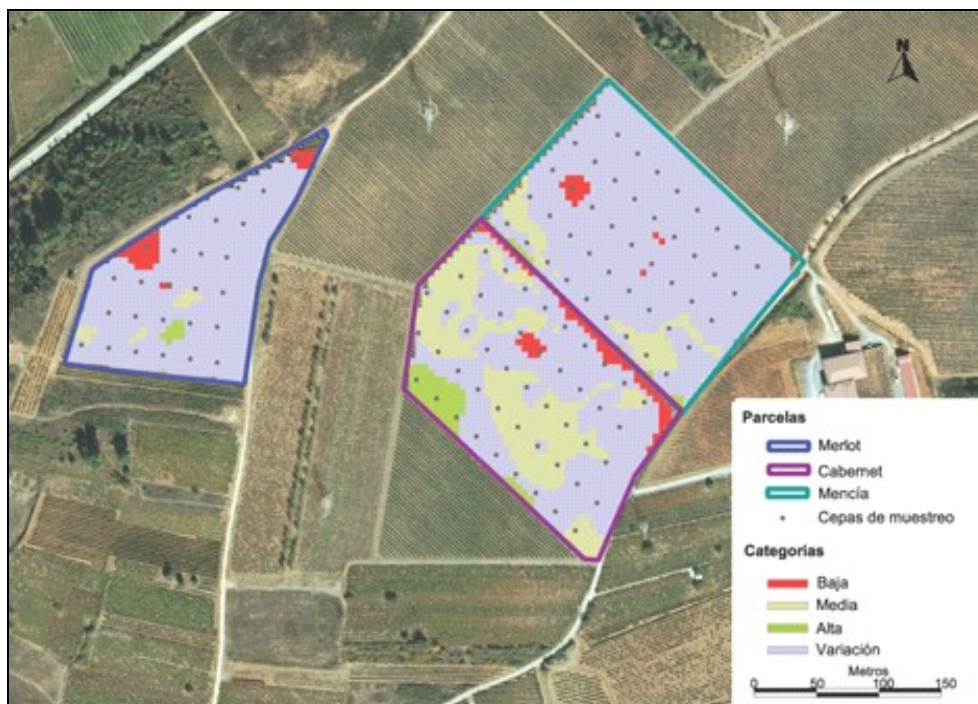 N
Parcelas
Merlot
Cabernet
Mencía
Cepas de muestreo
Categorías
Baja
Media
Alta
Variación
Metros
0 50 100 150